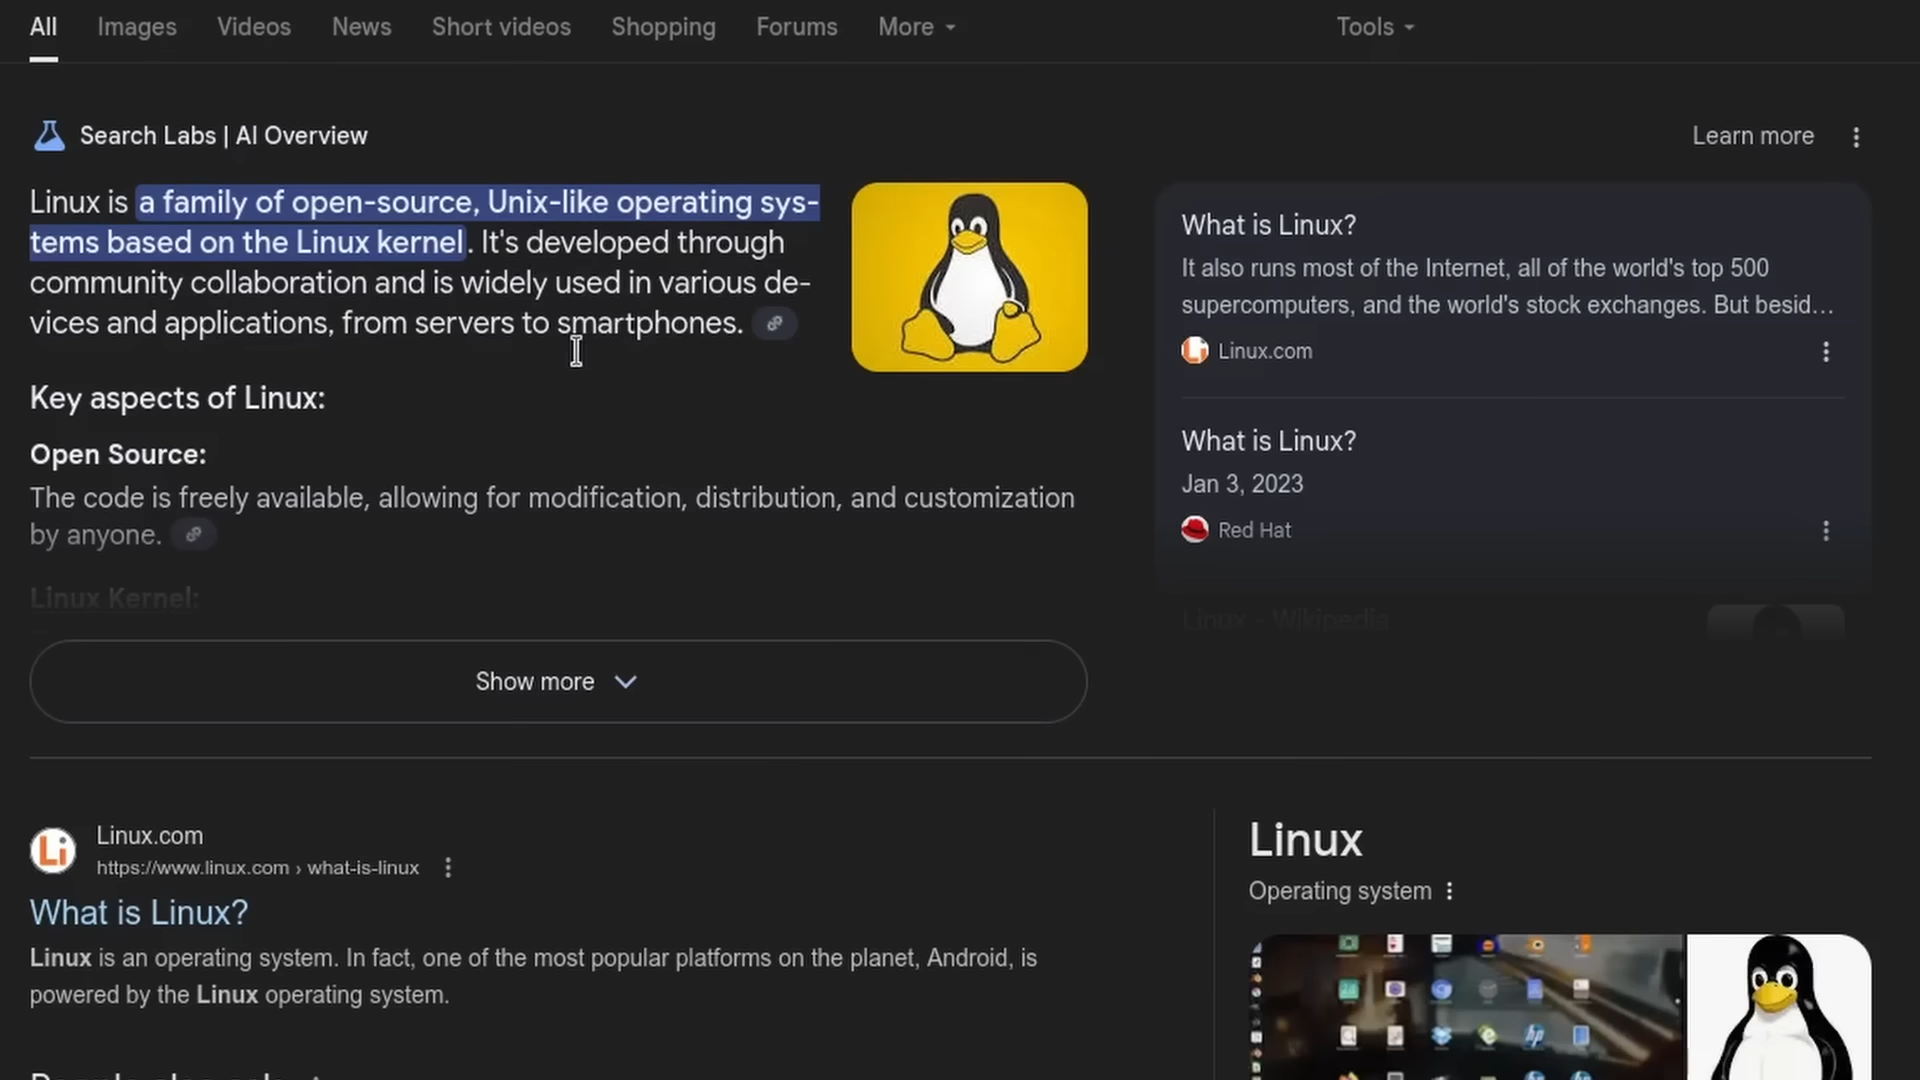 All Images Videos News Short videos Shopping Forums More Tools
Search Labs | AI Overview
Learn more
Linux is a family of open-source, Unix-like operating sys-
tems based on the Linux kernel. It's developed through
community collaboration and is widely used in various de-
vices and applications, from servers to smartphones.
Key aspects of Linux:
Open Source:
The code is freely available, allowing for modification, distribution, and customization
by anyone.
Linux Kernel:
Show more
What is Linux?
It also runs most of the Internet, all of the world's top 500
supercomputers, and the world's stock exchanges. But besid...
Linux.com
What is Linux?
Jan 3, 2023
Red Hat
Linux - Wikipedia
Linux.com
https://www.linux.com › what-is-linux
What is Linux?
Linux is an operating system. In fact, one of the most popular platforms on the planet, Android, is
powered by the Linux operating system.
Linux
Operating system